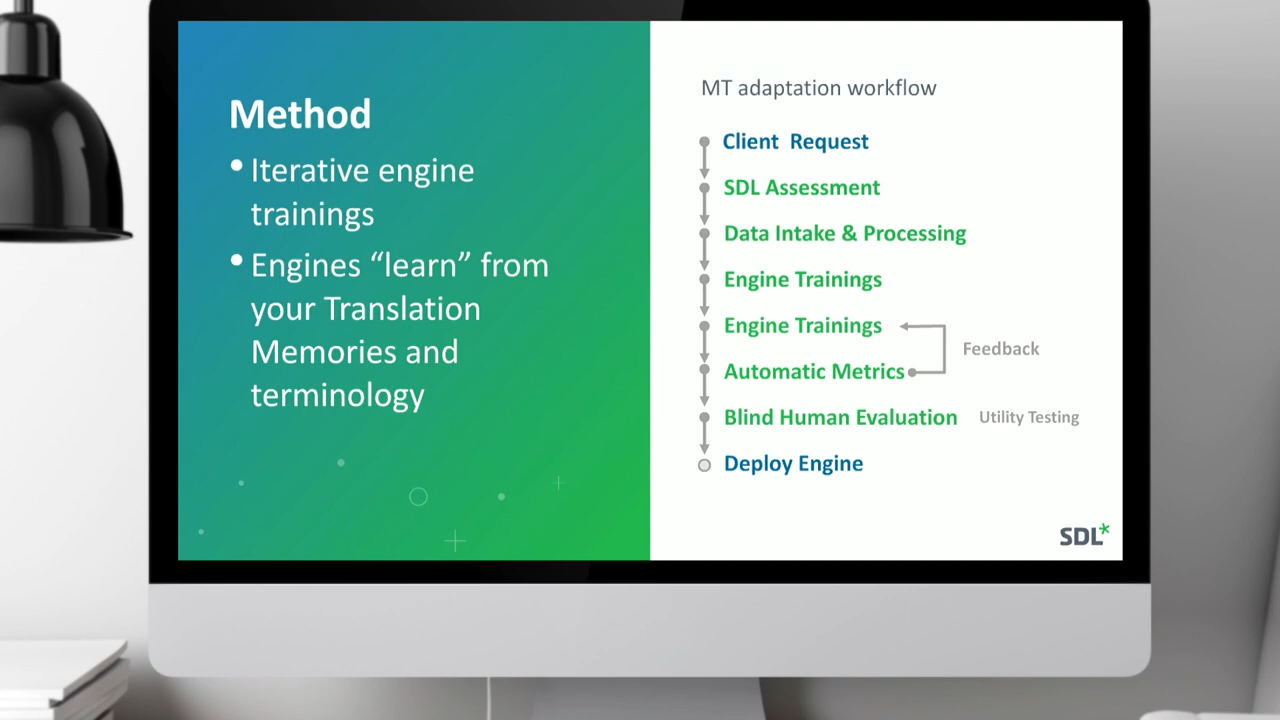 Method
• Iterative engine
trainings
• Engines “learn” from
your Translation
Memories and
terminology
MT adaptation workflow
Client Request
SDL Assessment
Data Intake & Processing
Engine Trainings
Engine Trainings
Feedback
Automatic Metrics
Blind Human Evaluation Utility Testing
Deploy Engine
SDL*